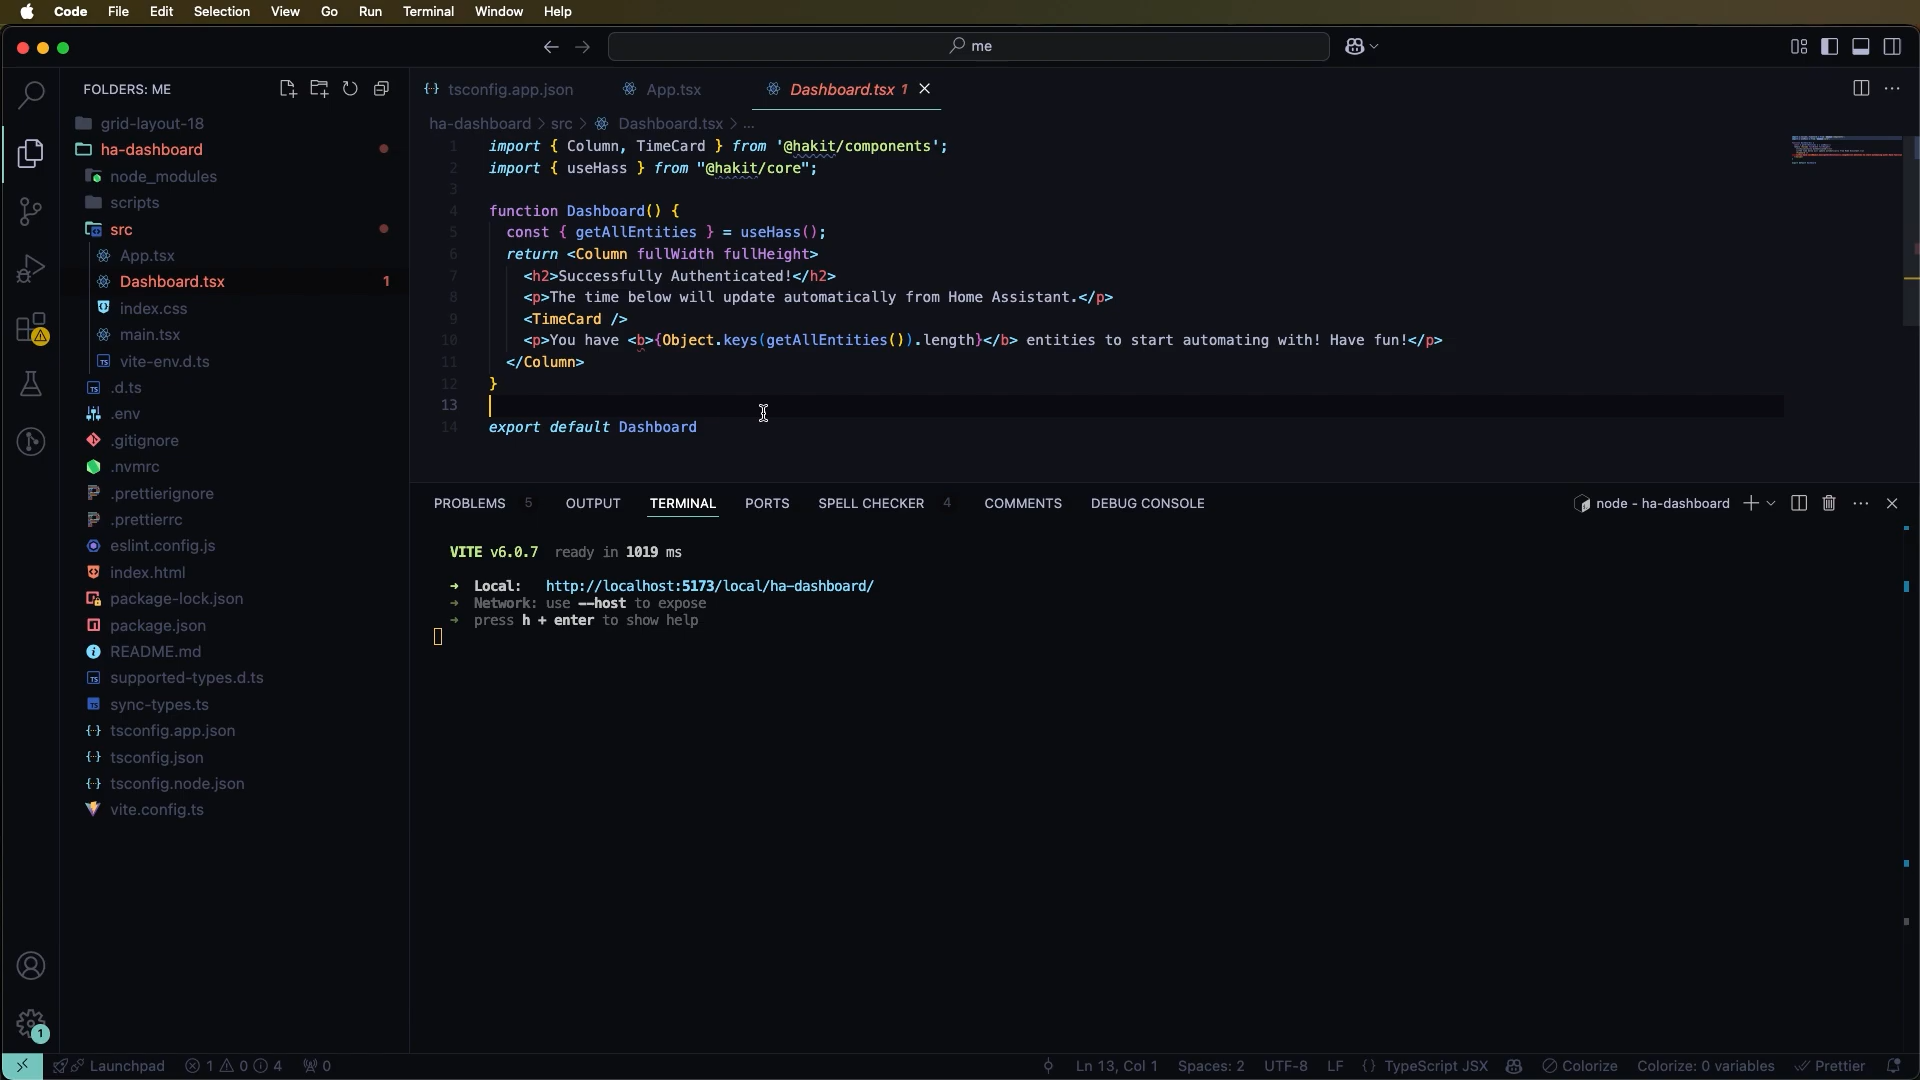 Code File Edit Selection View Go Run Terminal Window Help
me
FOLDERS: ME
tsconfig.app.json App.tsx Dashboard.tsx 1
ha-dashboard > src > Dashboard.tsx > ...
grid-layout-18
ha-dashboard
node_modules
scripts
src
App.tsx
Dashboard.tsx 1
index.css
main.tsx
vite-env.d.ts
.d.ts
.env
.gitignore
.nvmrc
.prettierignore
.prettierrc
eslint.config.js
index.html
package-lock.json
package.json
README.md
supported-types.d.ts
sync-types.ts
tsconfig.app.json
tsconfig.json
tsconfig.node.json
vite.config.ts
1 import { Column, TimeCard } from '@hakit/components';
2 import { useHass } from "@hakit/core";
3
4 function Dashboard() {
5 const { getAllEntities } = useHass();
6 return <Column fullWidth fullHeight>
7 <h2>Successfully Authenticated!</h2>
8 <p>The time below will update automatically from Home Assistant.</p>
9 <TimeCard />
10 <p>You have <b>{Object.keys(getAllEntities()).length}</b> entities to start automating with! Have fun!</p>
11 </Column>
12 }
13
14 export default Dashboard
PROBLEMS 5 OUTPUT TERMINAL PORTS SPELL CHECKER 4 COMMENTS DEBUG CONSOLE
node - ha-dashboard
VITE v6.0.7 ready in 1019 ms
➜ Local: http://localhost:5173/local/ha-dashboard/
➜ Network: use --host to expose
➜ press h + enter to show help
1
Launchpad 1 0 4 0
Ln 13, Col 1 Spaces: 2 UTF-8 LF {} TypeScript JSX Colorize Colorize: 0 variables Prettier